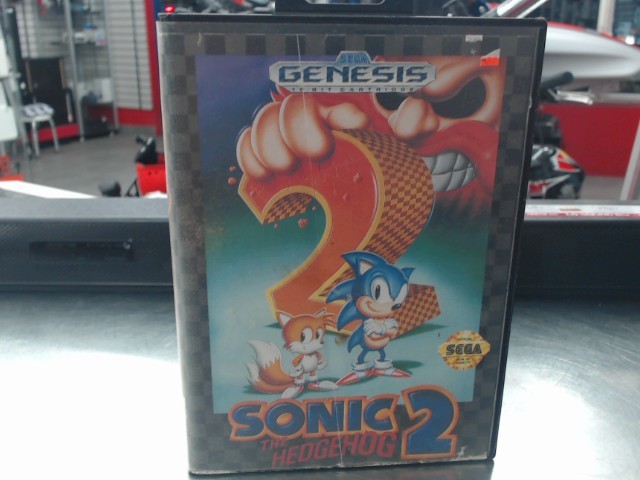 SEGA
GENESIS
16-BIT CARTRIDGE
2
SEGA
SONIC 2
THE
HEDGEHOG